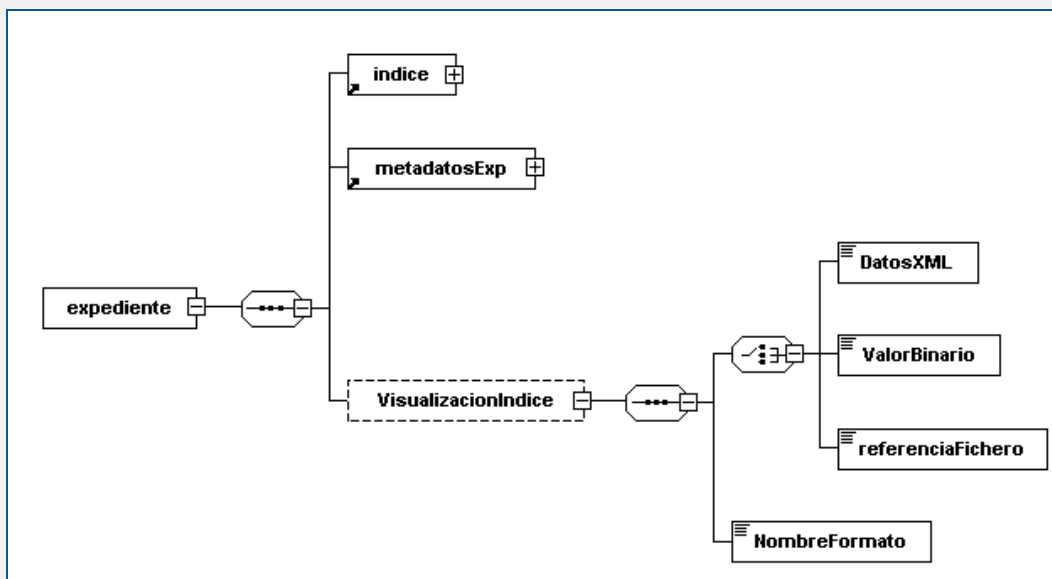 indice
metadatosExp
expediente
VisualizacionIndice
DatosXML
ValorBinario
referenciaFichero
NombreFormato